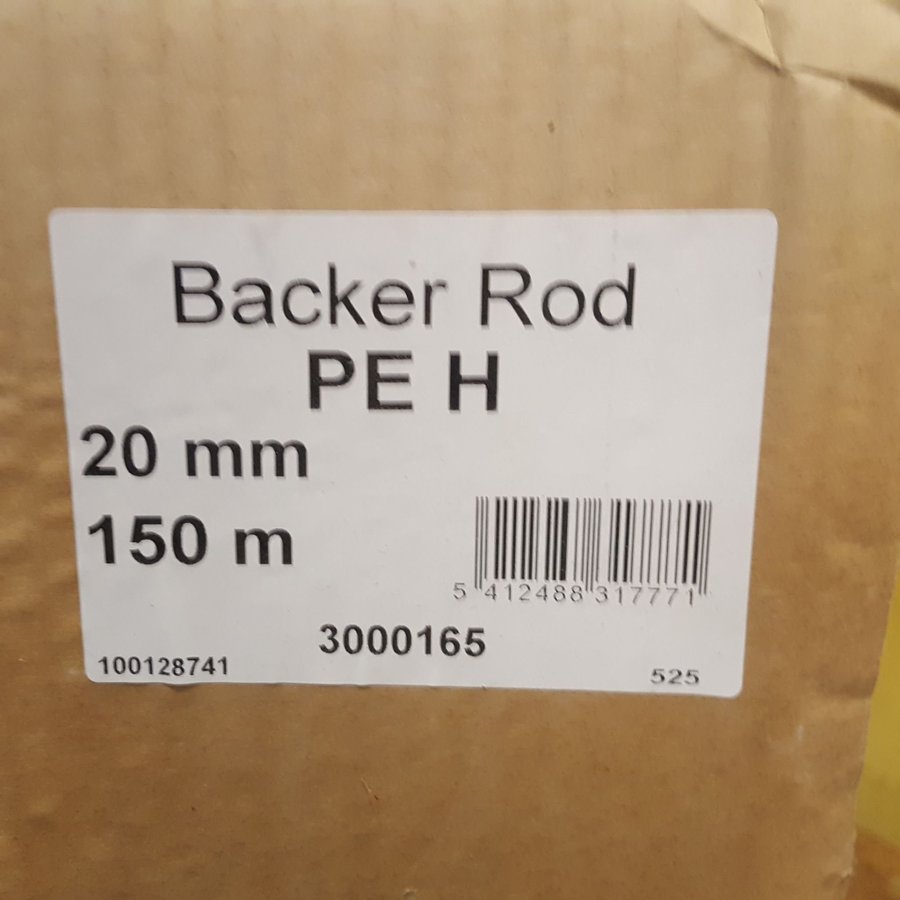 Backer Rod
PE H
20 mm
150 m
5 412488 317771
3000165
100128741
525